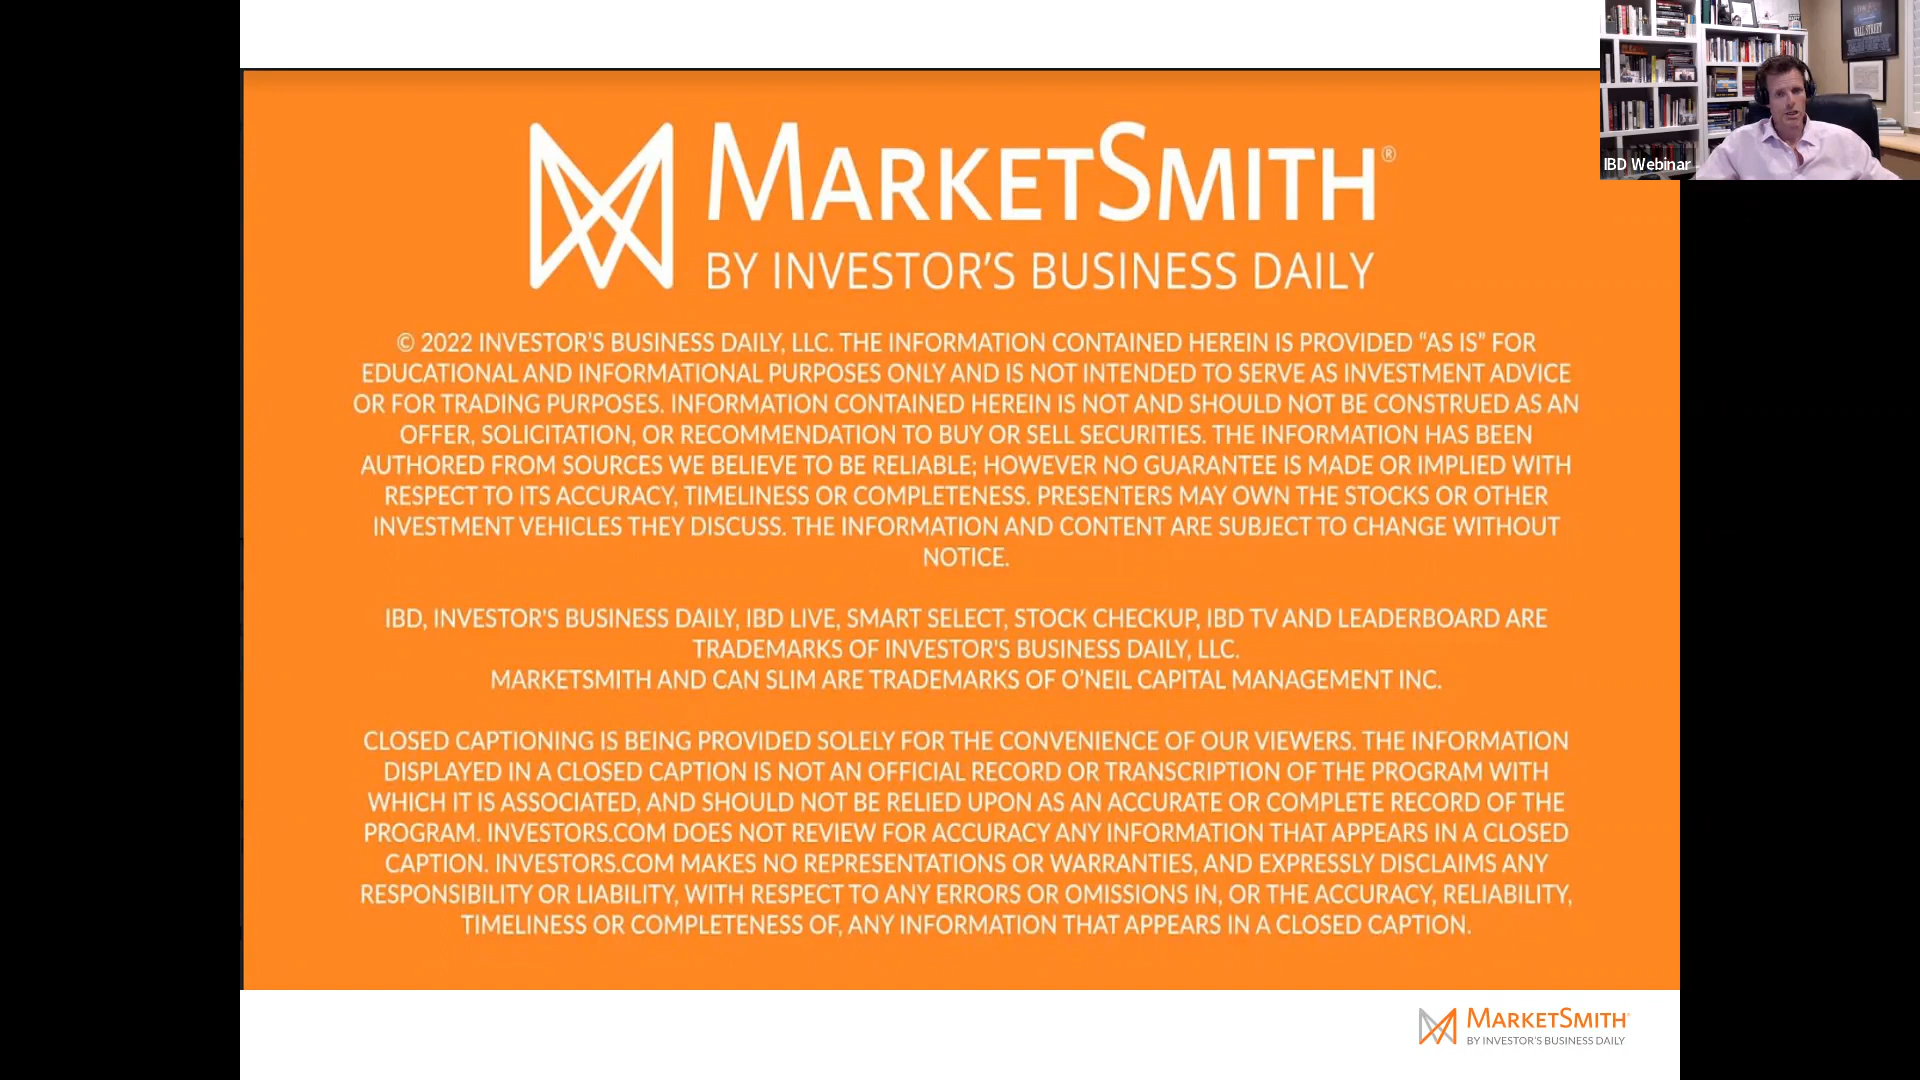 WALL STREET
IBD Webinar
MARKETSMITH®
BY INVESTOR'S BUSINESS DAILY
© 2022 INVESTOR'S BUSINESS DAILY, LLC. THE INFORMATION CONTAINED HEREIN IS PROVIDED “AS IS” FOR
EDUCATIONAL AND INFORMATIONAL PURPOSES ONLY AND IS NOT INTENDED TO SERVE AS INVESTMENT ADVICE
OR FOR TRADING PURPOSES. INFORMATION CONTAINED HEREIN IS NOT AND SHOULD NOT BE CONSTRUED AS AN
OFFER, SOLICITATION, OR RECOMMENDATION TO BUY OR SELL SECURITIES. THE INFORMATION HAS BEEN
AUTHORED FROM SOURCES WE BELIEVE TO BE RELIABLE; HOWEVER NO GUARANTEE IS MADE OR IMPLIED WITH
RESPECT TO ITS ACCURACY, TIMELINESS OR COMPLETENESS. PRESENTERS MAY OWN THE STOCKS OR OTHER
INVESTMENT VEHICLES THEY DISCUSS. THE INFORMATION AND CONTENT ARE SUBJECT TO CHANGE WITHOUT
NOTICE.
IBD, INVESTOR'S BUSINESS DAILY, IBD LIVE, SMART SELECT, STOCK CHECKUP, IBD TV AND LEADERBOARD ARE
TRADEMARKS OF INVESTOR'S BUSINESS DAILY, LLC.
MARKETSMITH AND CAN SLIM ARE TRADEMARKS OF O’NEIL CAPITAL MANAGEMENT INC.
CLOSED CAPTIONING IS BEING PROVIDED SOLELY FOR THE CONVENIENCE OF OUR VIEWERS. THE INFORMATION
DISPLAYED IN A CLOSED CAPTION IS NOT AN OFFICIAL RECORD OR TRANSCRIPTION OF THE PROGRAM WITH
WHICH IT IS ASSOCIATED, AND SHOULD NOT BE RELIED UPON AS AN ACCURATE OR COMPLETE RECORD OF THE
PROGRAM. INVESTORS.COM DOES NOT REVIEW FOR ACCURACY ANY INFORMATION THAT APPEARS IN A CLOSED
CAPTION. INVESTORS.COM MAKES NO REPRESENTATIONS OR WARRANTIES, AND EXPRESSLY DISCLAIMS ANY
RESPONSIBILITY OR LIABILITY, WITH RESPECT TO ANY ERRORS OR OMISSIONS IN, OR THE ACCURACY, RELIABILITY,
TIMELINESS OR COMPLETENESS OF, ANY INFORMATION THAT APPEARS IN A CLOSED CAPTION.
MARKETSMITH
BY INVESTOR'S BUSINESS DAILY